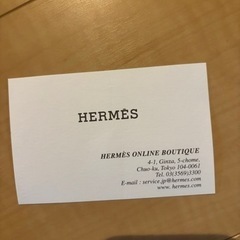 HERMÈS
HERMÈS ONLINE BOUTIQUE
4-1, Ginza, 5-chome,
Chuo-ku, Tokyo 104-0061
Tel. 03(3569)3300
E-mail : service.jp@hermes.com
www. hermes.com